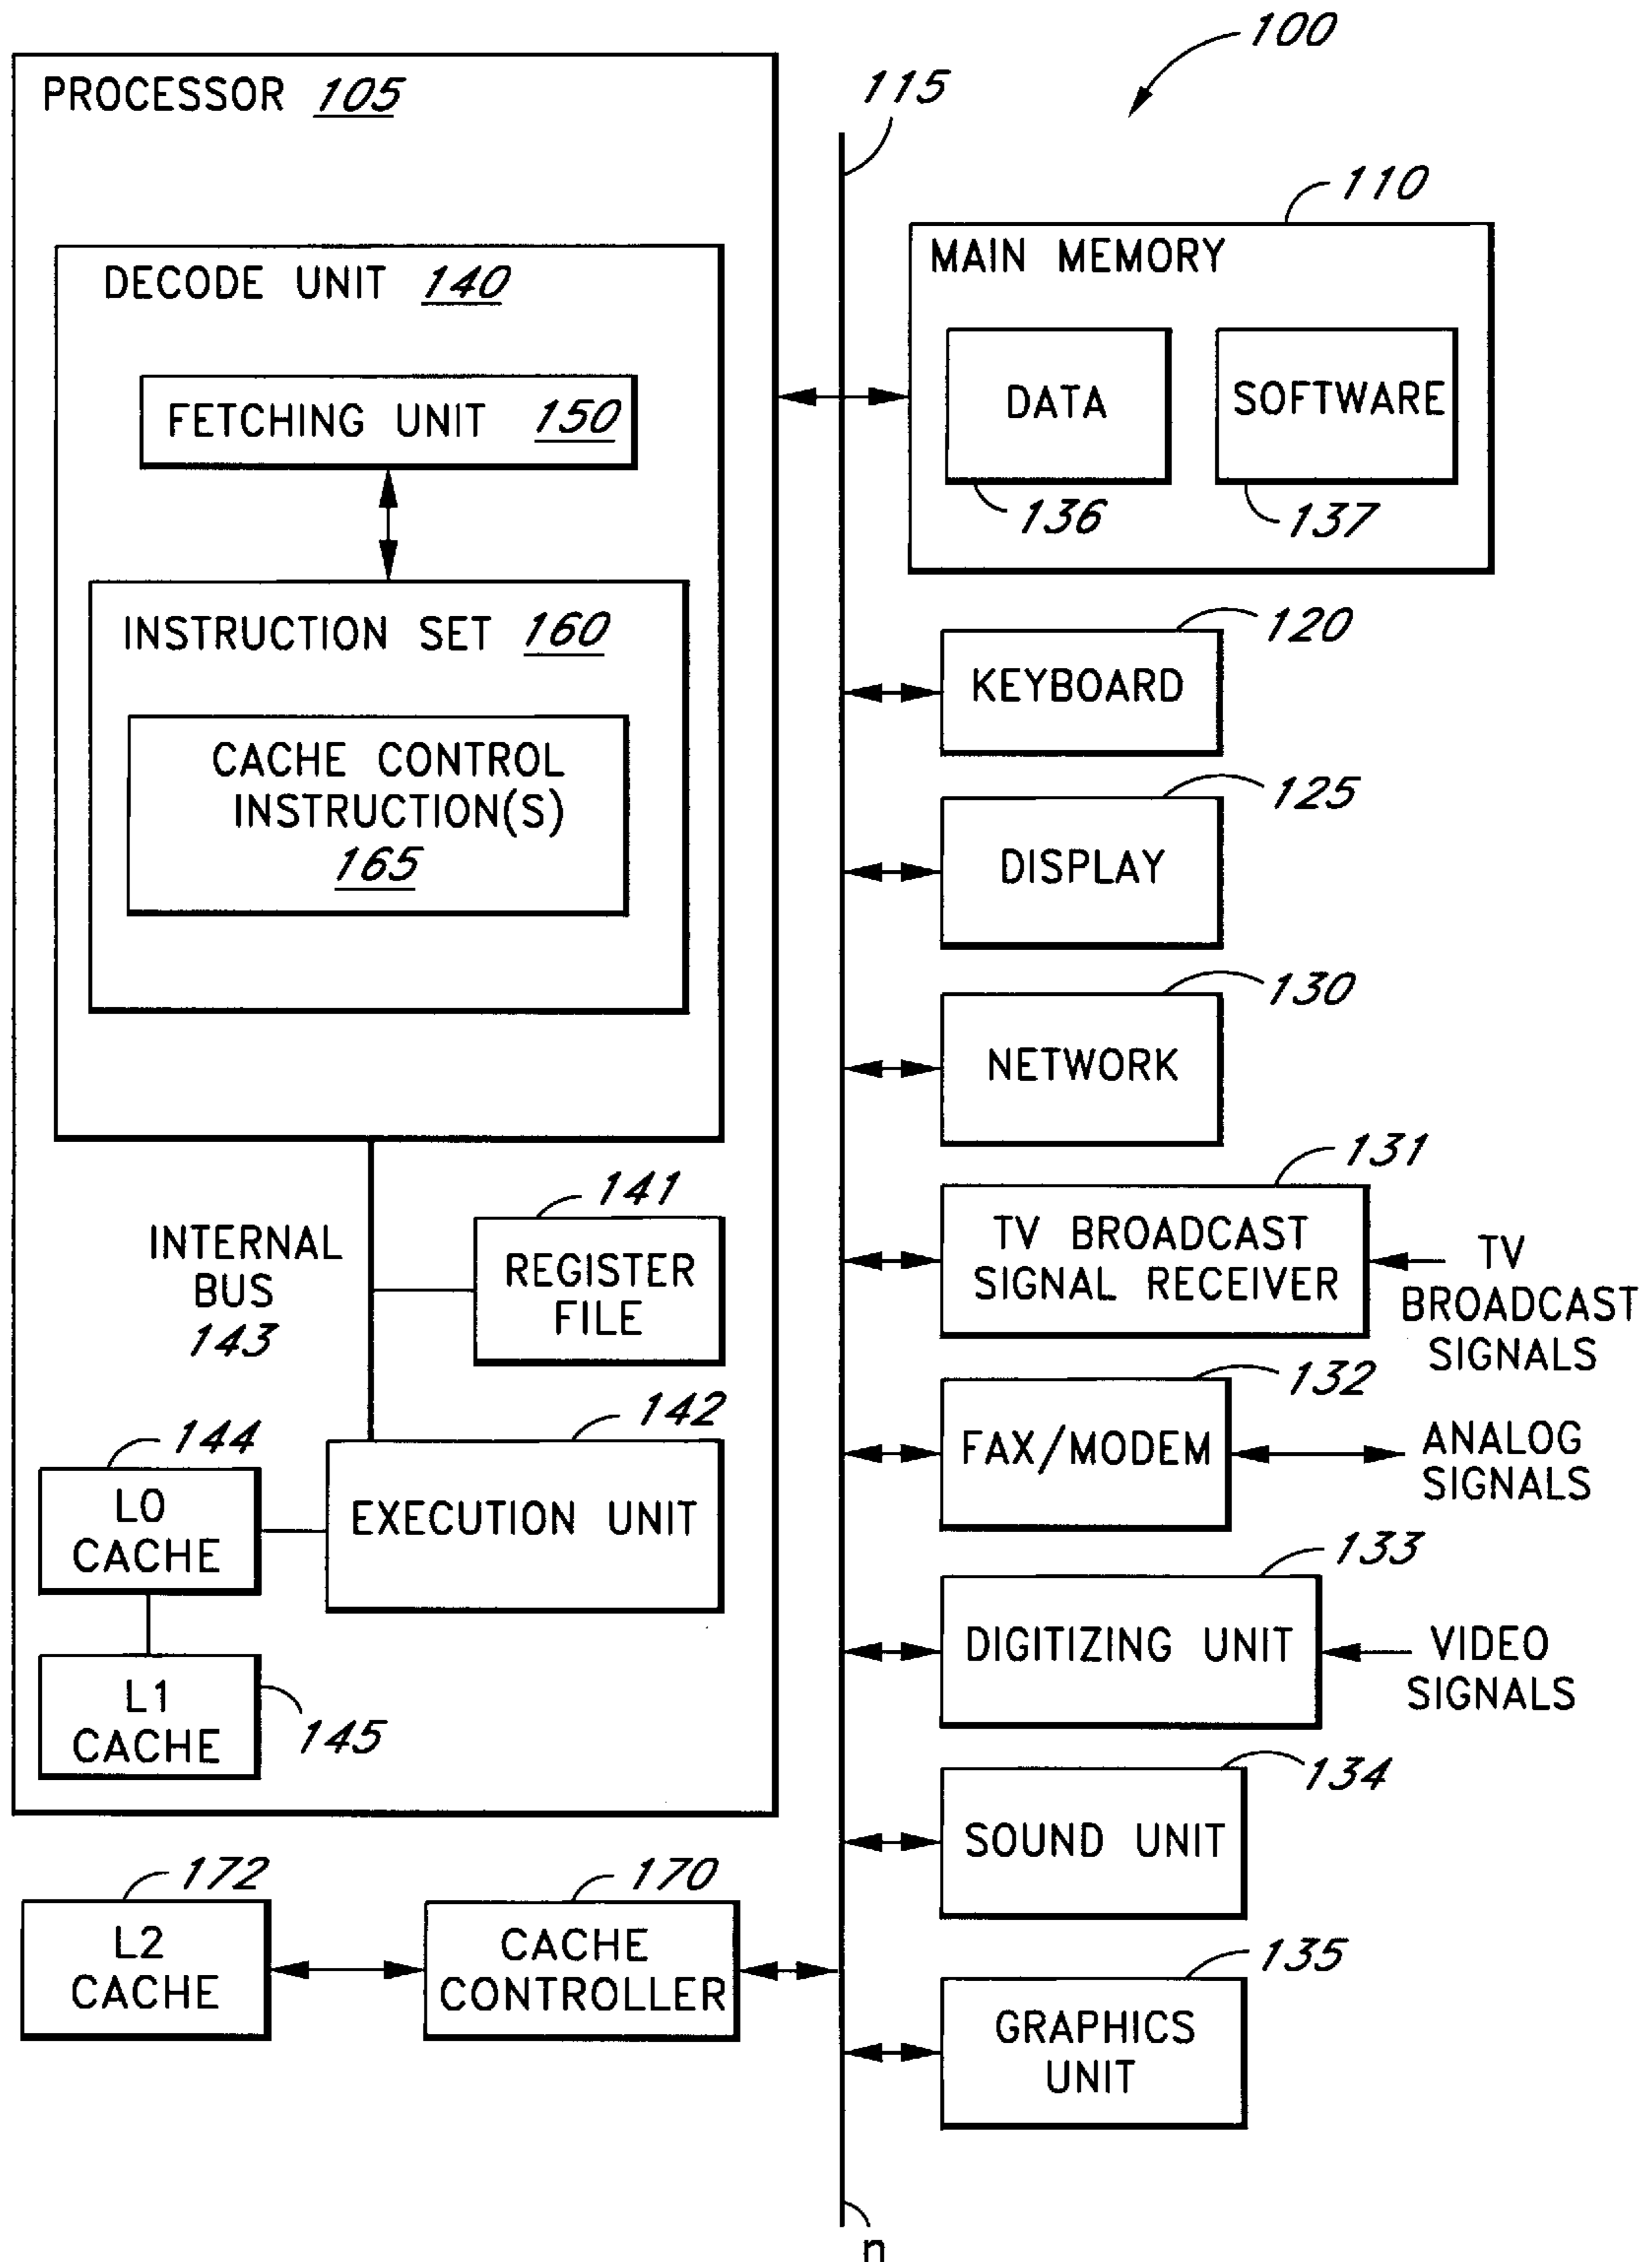 100
PROCESSOR 105
115
110
MAIN MEMORY
DECODE UNIT 140
FETCHING UNIT 150
DATA
SOFTWARE
136
137
INSTRUCTION SET 160
120
KEYBOARD
CACHE CONTROL
INSTRUCTION(S)
165
125
DISPLAY
130
NETWORK
131
TV BROADCAST
SIGNAL RECEIVER
TV
BROADCAST
SIGNALS
141
REGISTER
FILE
INTERNAL
BUS
143
132
FAX/MODEM
ANALOG
SIGNALS
142
EXECUTION UNIT
144
L0
CACHE
133
DIGITIZING UNIT
VIDEO
SIGNALS
L1
CACHE
145
134
SOUND UNIT
172
L2
CACHE
170
CACHE
CONTROLLER
135
GRAPHICS
UNIT
n